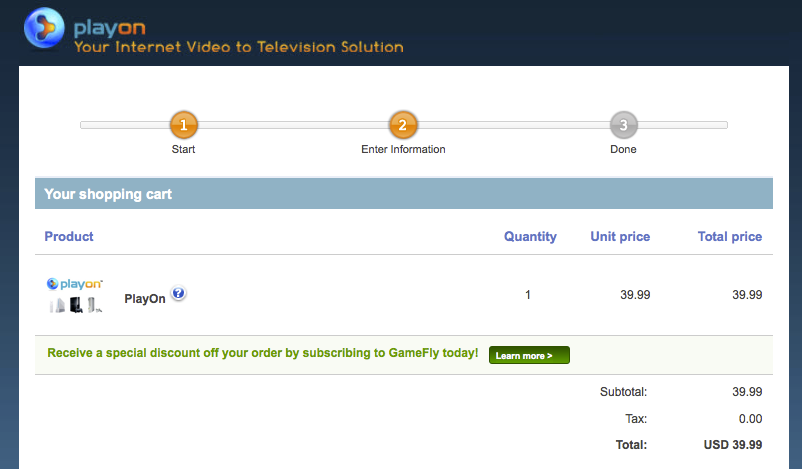 playon
Your Internet Video to Television Solution
1 2 3
Start Enter Information Done
Your shopping cart
Product Quantity Unit price Total price
playon
PlayOn ? 1 39.99 39.99
Receive a special discount off your order by subscribing to GameFly today! Learn more >
Subtotal: 39.99
Tax: 0.00
Total: USD 39.99